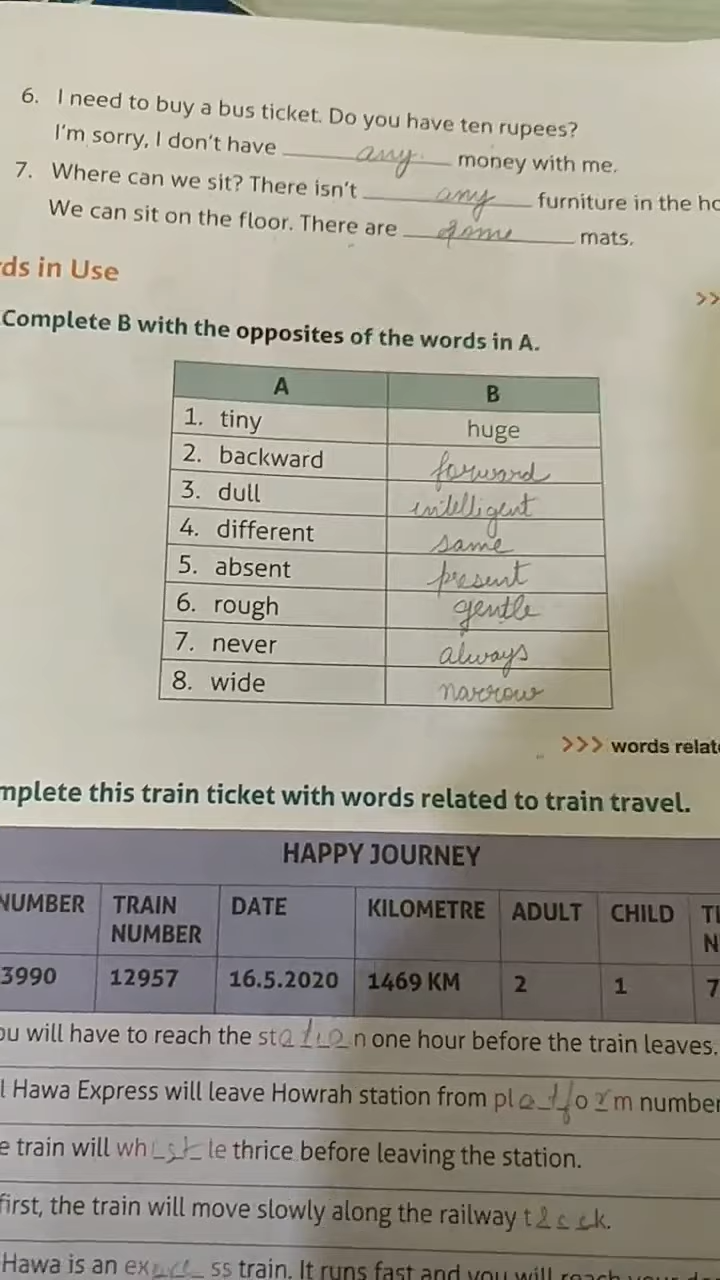 6. I need to buy a bus ticket. Do you have ten rupees?
I'm sorry, I don't have any money with me.
7. Where can we sit? There isn't any furniture in the ho
We can sit on the floor. There are some mats.
rds in Use
>>
Complete B with the opposites of the words in A.
A B
1. tiny huge
2. backward forward
3. dull intelligent
4. different same
5. absent present
6. rough gentle
7. never always
8. wide narrow
>>> words relate
mplete this train ticket with words related to train travel.
HAPPY JOURNEY
NUMBER TRAIN NUMBER DATE KILOMETRE ADULT CHILD TI N
3990 12957 16.5.2020 1469 KM 2 1 7
ou will have to reach the station one hour before the train leaves.
l Hawa Express will leave Howrah station from platform number
e train will whistle thrice before leaving the station.
first, the train will move slowly along the railway
Hawa is an train. It runs fast and you will reach your